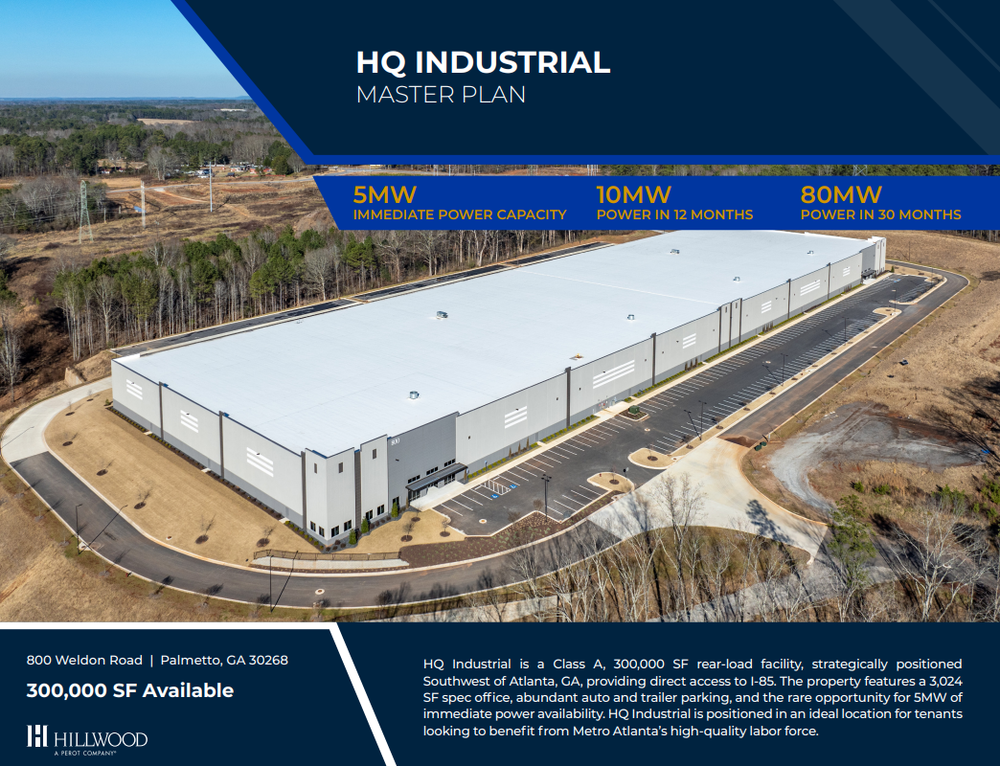 HQ INDUSTRIAL
MASTER PLAN
5MW
IMMEDIATE POWER CAPACITY
10MW
POWER IN 12 MONTHS
80MW
POWER IN 30 MONTHS
800
800 Weldon Road | Palmetto, GA 30268
300,000 SF Available
HILLWOOD
A PEROT COMPANY®
HQ Industrial is a Class A, 300,000 SF rear-load facility, strategically positioned
Southwest of Atlanta, GA, providing direct access to I-85. The property features a 3,024
SF spec office, abundant auto and trailer parking, and the rare opportunity for 5MW of
immediate power availability. HQ Industrial is positioned in an ideal location for tenants
looking to benefit from Metro Atlanta's high-quality labor force.